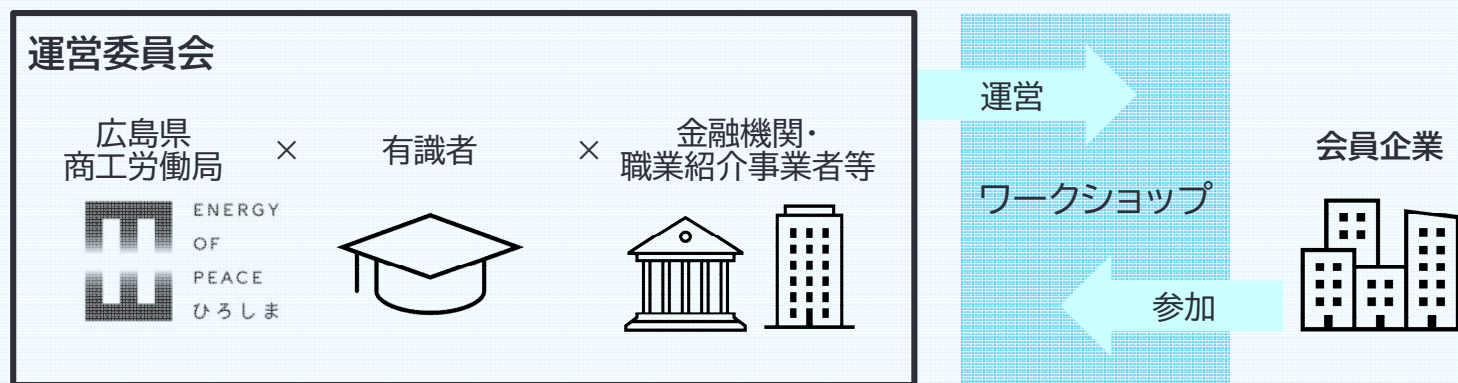 運営委員会
広島県
商工労働局
×
有識者
×
金融機関・
職業紹介事業者等
ENERGY
OF
PEACE
ひろしま
運営
ワークショップ
参加
会員企業